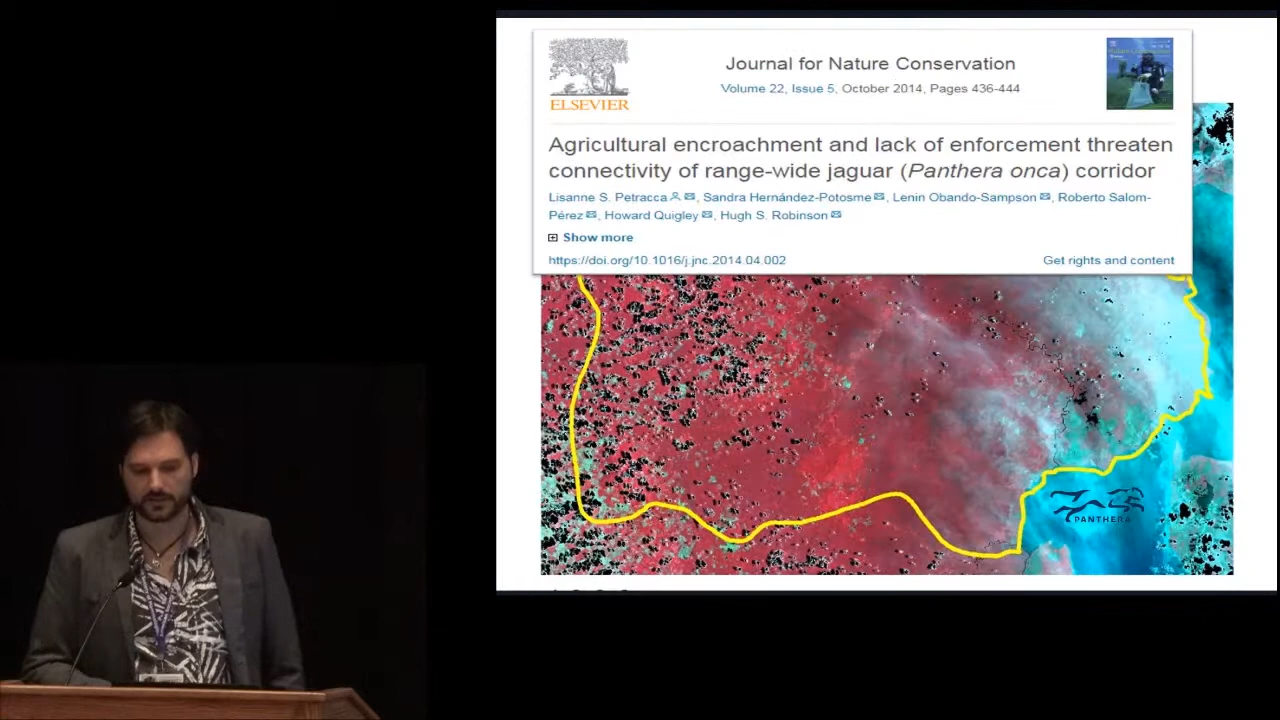 Journal for Nature Conservation
Volume 22, Issue 5, October 2014, Pages 436-444
ELSEVIER
Agricultural encroachment and lack of enforcement threaten
connectivity of range-wide jaguar (Panthera onca) corridor
Lisanne S. Petracca, Sandra Hernández-Potosme, Lenin Obando-Sampson, Roberto Salom-
Pérez, Howard Quigley, Hugh S. Robinson
Show more
https://doi.org/10.1016/j.jnc.2014.04.002 Get rights and content
PANTHERA